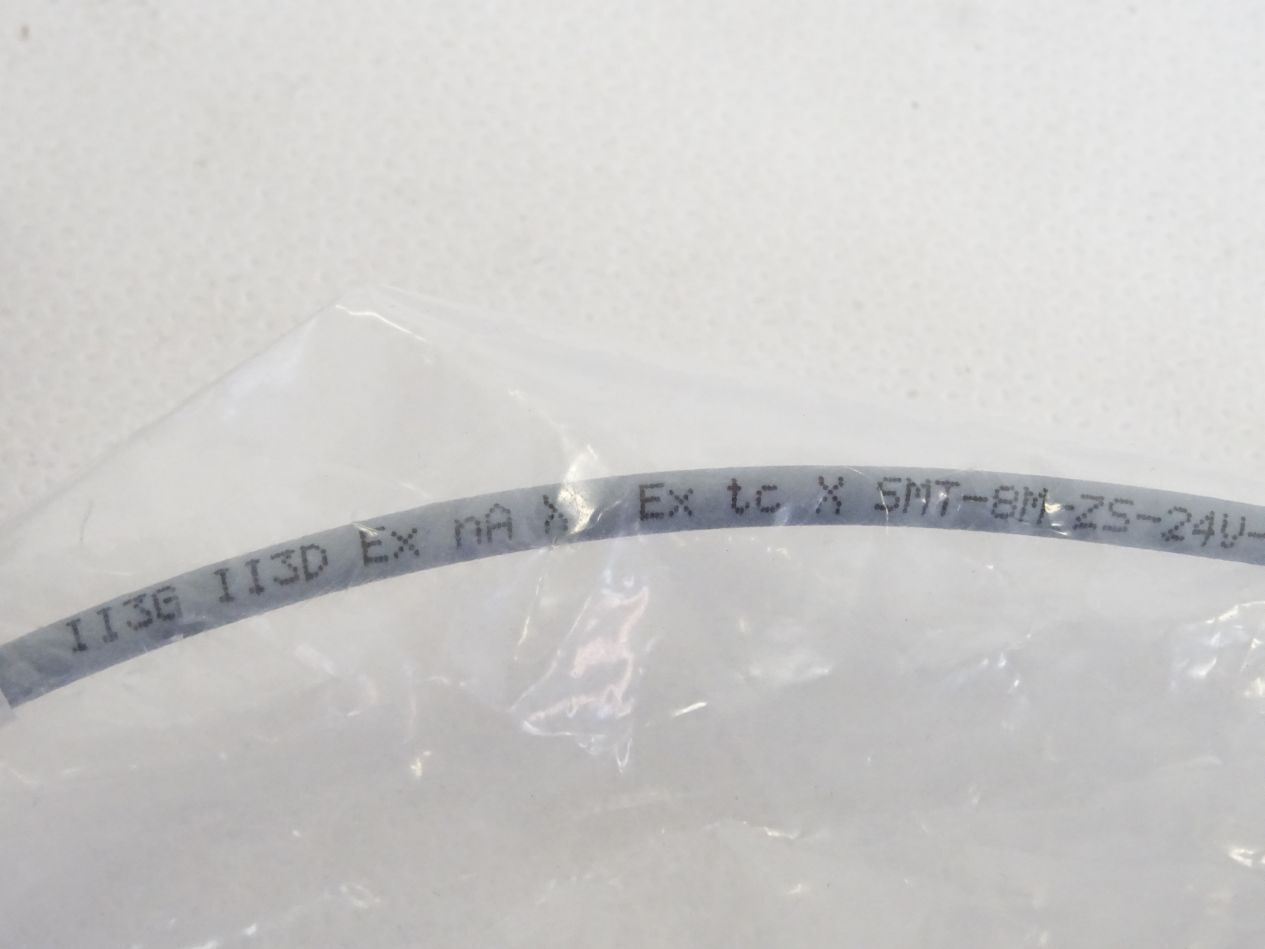 II3G II3D Ex nA X Ex tc X SMT-8M-ZS-24V-